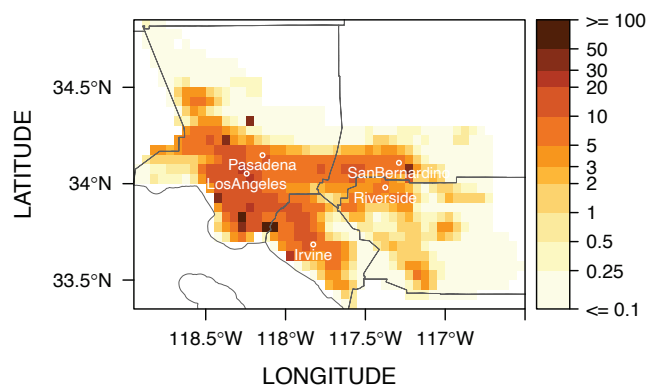 >= 100
50
30
20
10
5
3
2
1
0.5
0.25
<= 0.1
LATITUDE
34.5°N
34°N
33.5°N
Pasadena
LosAngeles
SanBernardino
Riverside
Irvine
118.5°W 118°W 117.5°W 117°W
LONGITUDE